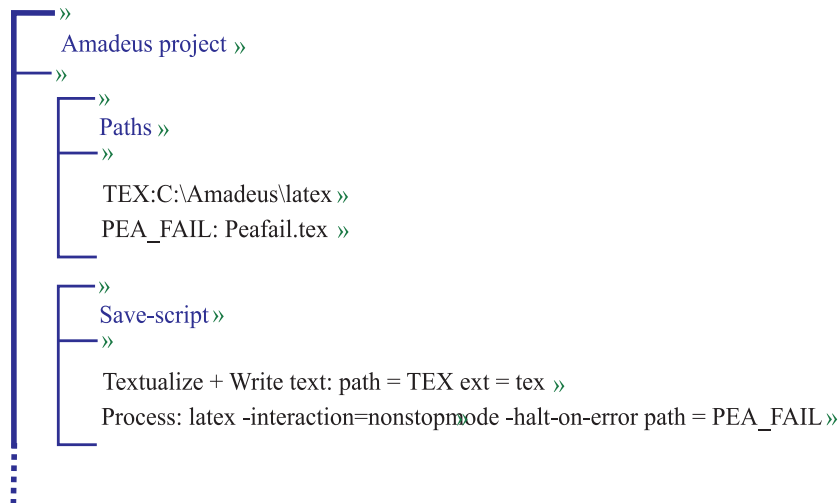 »
Amadeus project »
»
»
Paths »
»
TEX:C:\Amadeus\latex »
PEA_FAIL: Peafail.tex »
»
Save-script »
»
Textualize + Write text: path = TEX ext = tex »
Process: latex -interaction=nonstopmode -halt-on-error path = PEA_FAIL »